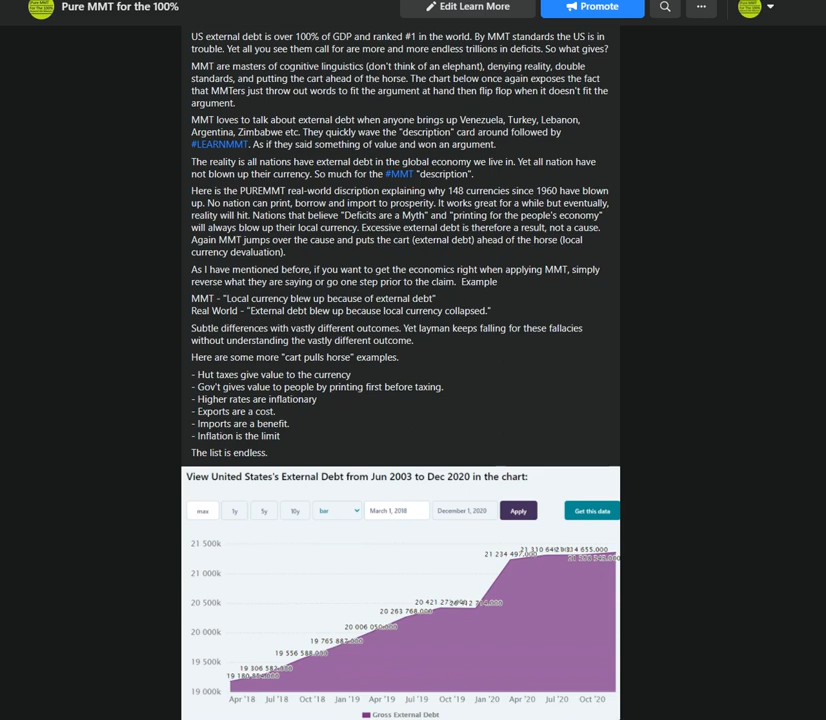 Pure MMT for the 100%
Edit Learn More
Promote
US external debt is over 100% of GDP and ranked #1 in the world. By MMT standards the US is in
trouble. Yet all you see them call for are more and more endless trillions in deficits. So what gives?
MMT are masters of cognitive linguistics (don't think of an elephant), denying reality, double
standards, and putting the cart ahead of the horse. The chart below once again exposes the fact
that MMTers just throw out words to fit the argument at hand then flip flop when it doesn't fit the
argument.
MMT loves to talk about external debt when anyone brings up Venezuela, Turkey, Lebanon,
Argentina, Zimbabwe etc. They quickly wave the "description" card around followed by
#LEARNMMT. As if they said something of value and won an argument.
The reality is all nations have external debt in the global economy we live in. Yet all nation have
not blown up their currency. So much for the #MMT "description".
Here is the PUREMMT real-world discription explaining why 148 currencies since 1960 have blown
up. No nation can print, borrow and import to prosperity. It works great for a while but eventually,
reality will hit. Nations that believe "Deficits are a Myth" and "printing for the people's economy"
will always blow up their local currency. Excessive external debt is therefore a result, not a cause.
Again MMT jumps over the cause and puts the cart (external debt) ahead of the horse (local
currency devaluation).
As I have mentioned before, if you want to get the economics right when applying MMT, simply
reverse what they are saying or go one step prior to the claim. Example
MMT - "Local currency blew up because of external debt"
Real World - "External debt blew up because local currency collapsed."
Subtle differences with vastly different outcomes. Yet layman keeps falling for these fallacies
without understanding the vastly different outcome.
Here are some more "cart pulls horse" examples.
- Hut taxes give value to the currency
- Gov't gives value to people by printing first before taxing.
- Higher rates are inflationary
- Exports are a cost.
- Imports are a benefit.
- Inflation is the limit
The list is endless.
View United States's External Debt from Jun 2003 to Dec 2020 in the chart:
max 1y 5y 10y bar March 1, 2018 December 1, 2020 Apply Get this data
21 500k
21 234 497.000
21 000k
20 500k
20 421 27
20 263 768.000
20 000k
20 006 050.000
19 765 887.000
19 556 588.000
19 500k
19 306 582.000
19 000k
Apr '18 Jul '18 Oct '18 Jan '19 Apr '19 Jul '19 Oct '19 Jan '20 Apr '20 Jul '20 Oct '20
Gross External Debt